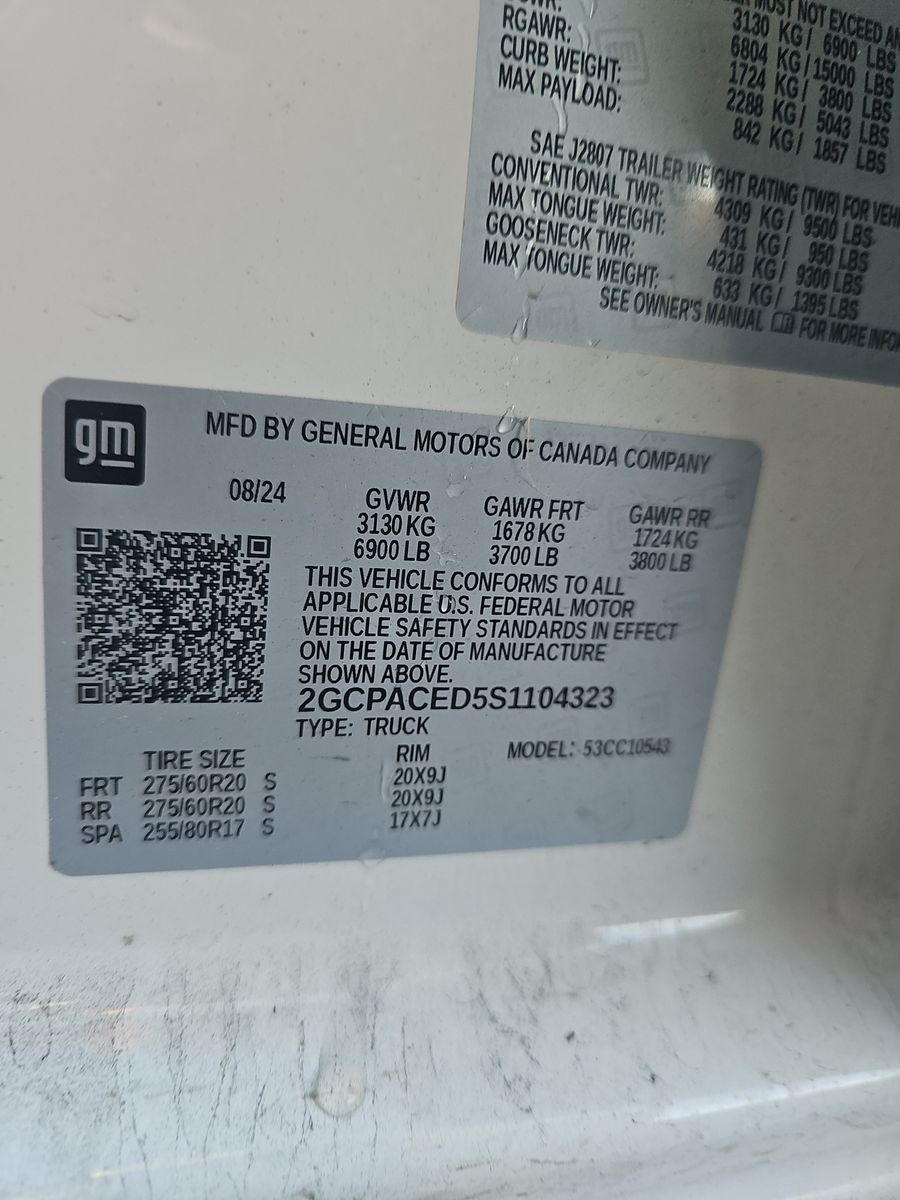 MUST NOT EXCEED
3130 KG/ 6900 LBS
RGAWR: 6804 KG/15000 LBS
CURB WEIGHT: 1724 KG/ 3800 LBS
MAX PAYLOAD: 2288 KG/ 5043 LBS
842 KG/ 1857 LBS
SAE J2807 TRAILER WEIGHT RATING (TWR) FOR
CONVENTIONAL TWR: 4309 KG/ 9500 LBS
MAX TONGUE WEIGHT: 431 KG/ 950 LBS
GOOSENECK TWR: 4218 KG/ 9300 LBS
MAX TONGUE WEIGHT: 633 KG/ 1395 LBS
SEE OWNER'S MANUAL FOR MORE
gm
MFD BY GENERAL MOTORS OF CANADA COMPANY
08/24 GVWR GAWR FRT GAWR RR
3130 KG 1678 KG 1724 KG
6900 LB 3700 LB 3800 LB
THIS VEHICLE CONFORMS TO ALL
APPLICABLE U.S. FEDERAL MOTOR
VEHICLE SAFETY STANDARDS IN EFFECT
ON THE DATE OF MANUFACTURE
SHOWN ABOVE.
2GCPACED5S1104323
TYPE: TRUCK
TIRE SIZE RIM MODEL: 53CC10543
FRT 275/60R20 S 20X9J
RR 275/60R20 S 20X9J
SPA 255/80R17 S 17X7J